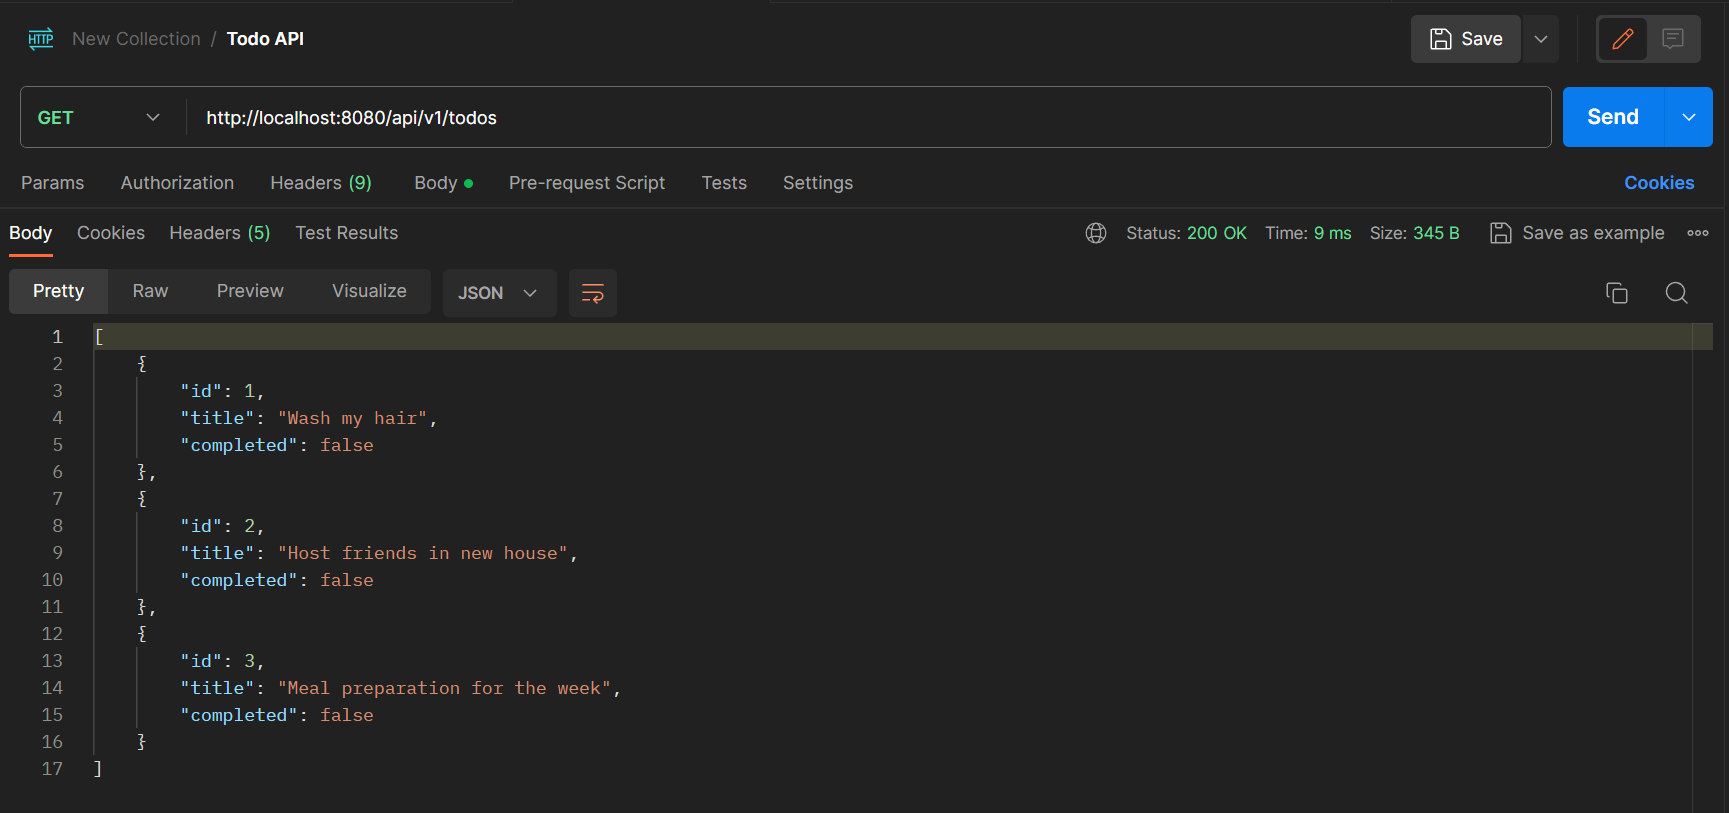 HTTP New Collection / Todo API Save
GET http://localhost:8080/api/v1/todos Send
Params Authorization Headers (9) Body Pre-request Script Tests Settings Cookies
Body Cookies Headers (5) Test Results Status: 200 OK Time: 9 ms Size: 345 B Save as example
Pretty Raw Preview Visualize JSON
1 [
2 {
3 "id": 1,
4 "title": "Wash my hair",
5 "completed": false
6 },
7 {
8 "id": 2,
9 "title": "Host friends in new house",
10 "completed": false
11 },
12 {
13 "id": 3,
14 "title": "Meal preparation for the week",
15 "completed": false
16 }
17 ]